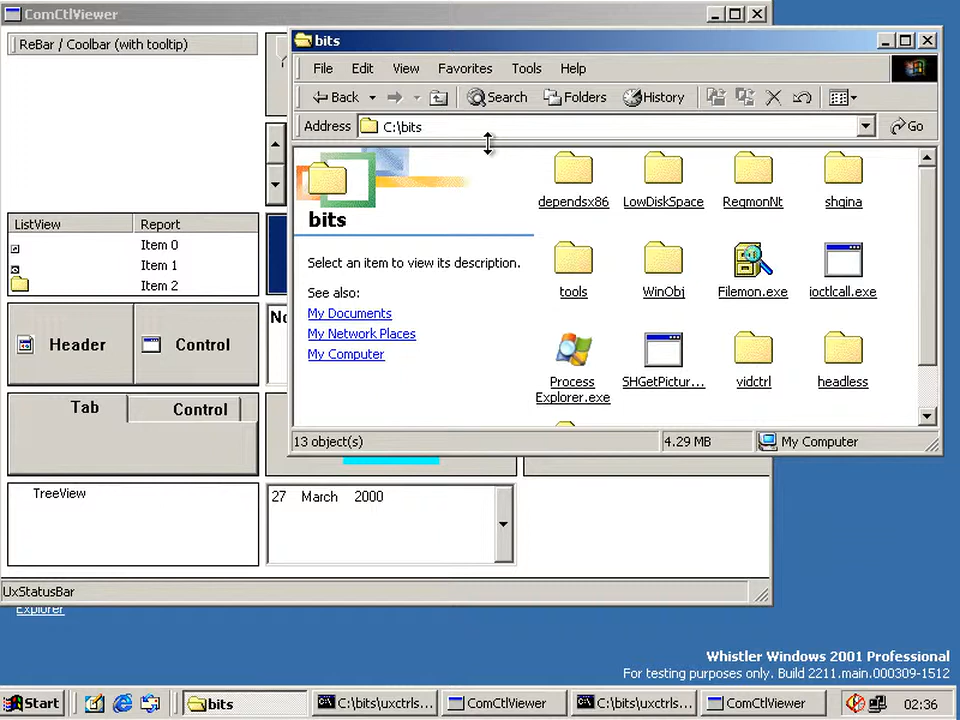 ComCtlViewer
ReBar / Coolbar (with tooltip)
bits
File Edit View Favorites Tools Help
Back Search Folders History
Address C:\bits Go
bits
Select an item to view its description.
See also:
My Documents
My Network Places
My Computer
dependsx86 LowDiskSpace RegmonNt shgina
tools WinObj Filemon.exe ioctlcall.exe
Process Explorer.exe SHGetPictur... vidctrl headless
13 object(s) 4.29 MB My Computer
ListView Report
Item 0
Item 1
Item 2
Header Control
Tab Control
TreeView
27 March 2000
UxStatusBar
Explorer
Whistler Windows 2001 Professional
For testing purposes only. Build 2211.main.000309-1512
Start bits C:\bits\uxctrls... ComCtlViewer C:\bits\uxctrls... ComCtlViewer 02:36